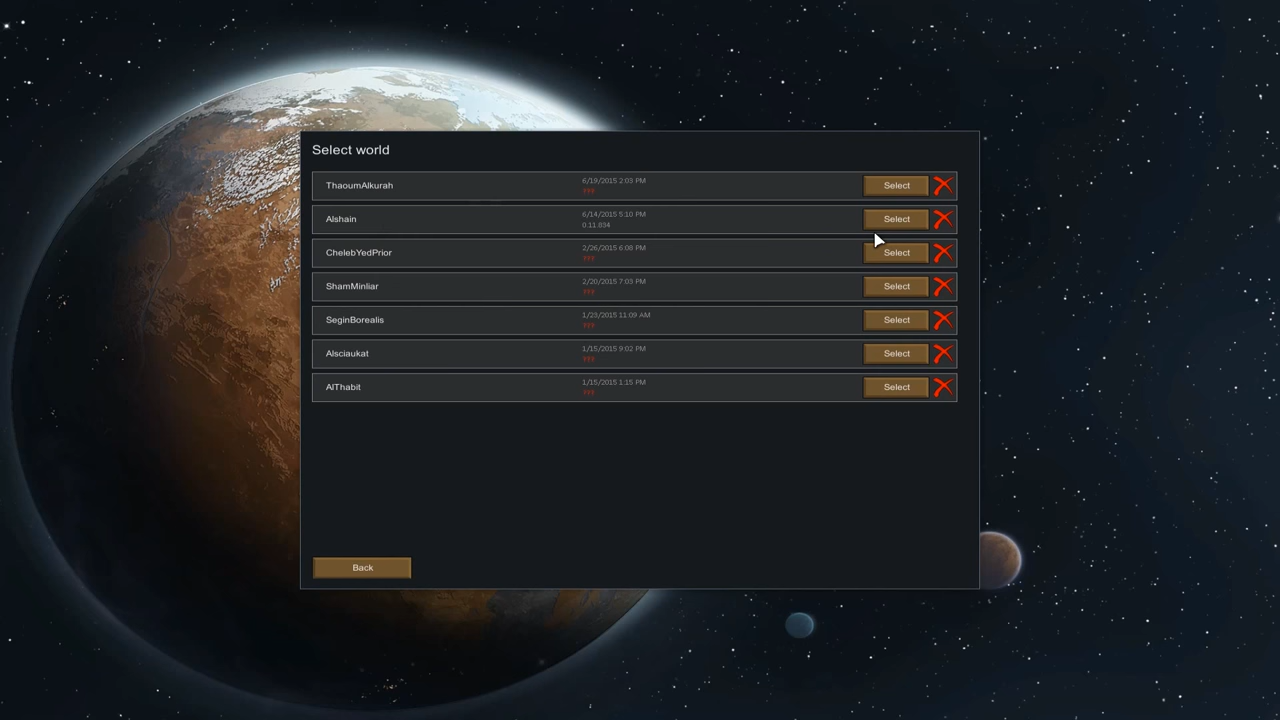 Select world
ThaoumAlkurah 6/19/2015 2:03 PM Select
???
Alshain 6/14/2015 5:10 PM Select
0.11.834
ChelebYedPrior 2/26/2015 6:08 PM Select
???
ShamMinliar 2/20/2015 7:03 PM Select
???
SeginBorealis 1/23/2015 11:09 AM Select
???
Alsciaukat 1/15/2015 9:02 PM Select
???
AlThabit 1/15/2015 1:15 PM Select
???
Back